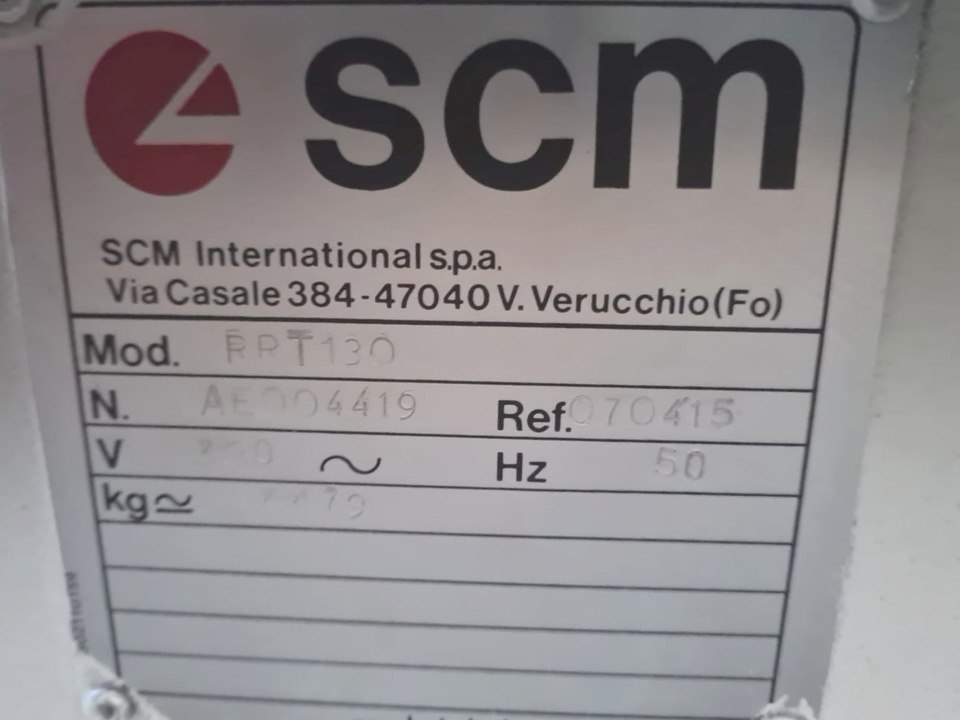 scm
SCM International s.p.a.
Via Casale 384-47040 V. Verucchio (Fo)
Mod. RRT130
N. AE004419 Ref. 070415
V ~ Hz 50
kg≃